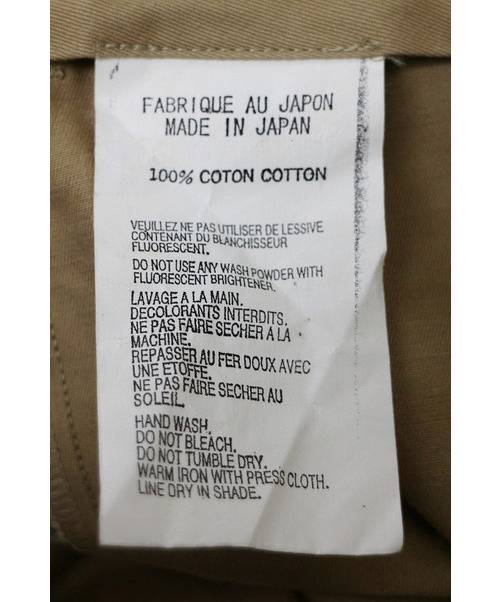 FABRIQUE AU JAPON
MADE IN JAPAN
100% COTON COTTON
VEUILLEZ NE PAS UTILISER DE LESSIVE
CONTENANT DU BLANCHISSEUR
FLUORESCENT.
DO NOT USE ANY WASH POWDER WITH
FLUORESCENT BRIGHTENER.
LAVAGE A LA MAIN.
DECOLORANTS INTERDITS.
NE PAS FAIRE SECHER A LA
MACHINE.
REPASSER AU FER DOUX AVEC
UNE ETOFFE.
NE PAS FAIRE SECHER AU
SOLEIL.
HAND WASH.
DO NOT BLEACH.
DO NOT TUMBLE DRY.
WARM IRON WITH PRESS CLOTH.
LINE DRY IN SHADE.